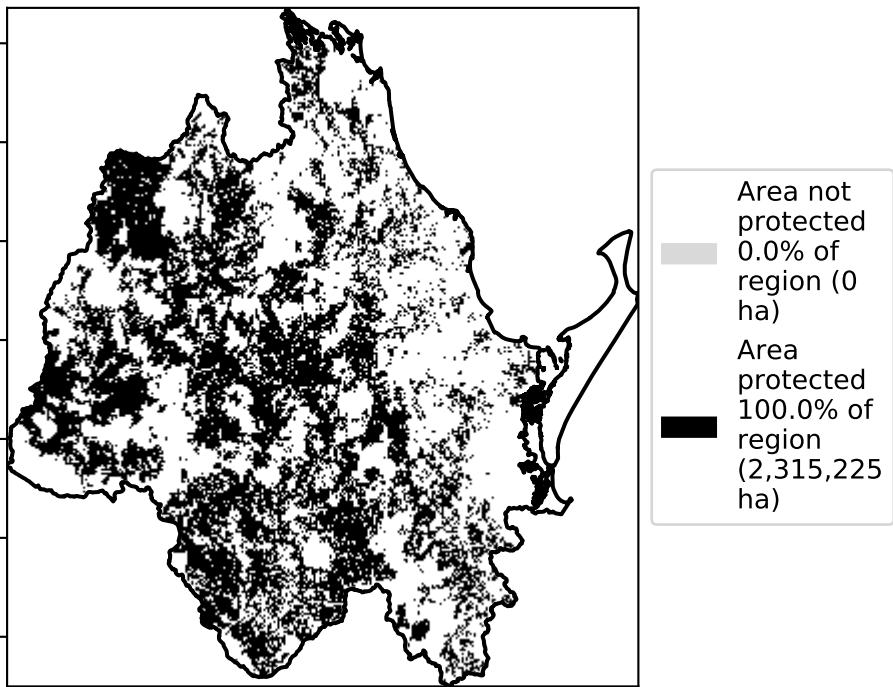 Area not
protected
0.0% of
region (0
ha)
Area
protected
100.0% of
region
(2,315,225
ha)